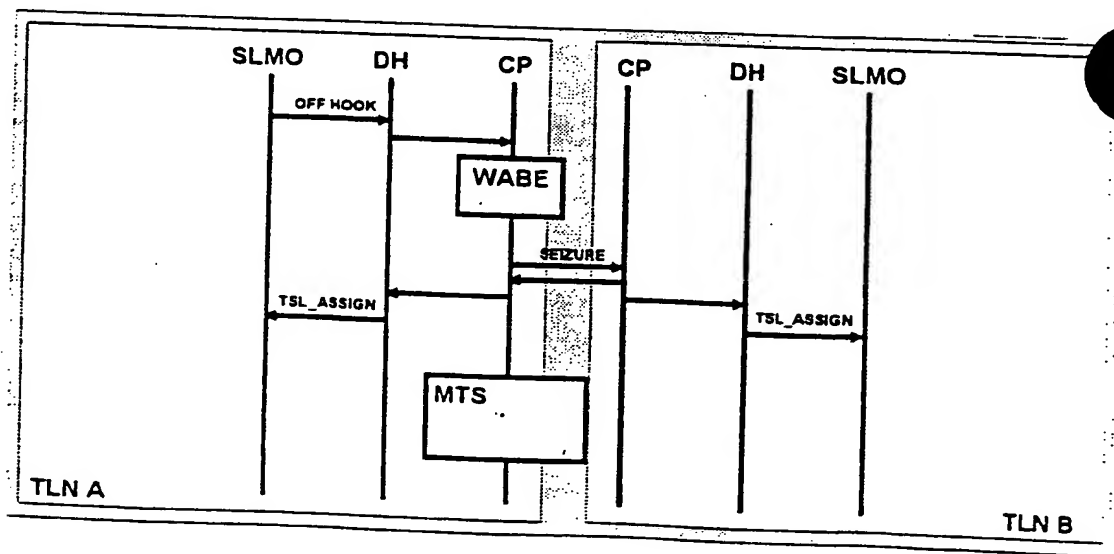 SLMO DH CP CP DH SLMO
OFF HOOK
WABE
SEIZURE
TSL_ASSIGN
TSL_ASSIGN
MTS
TLN A
TLN B